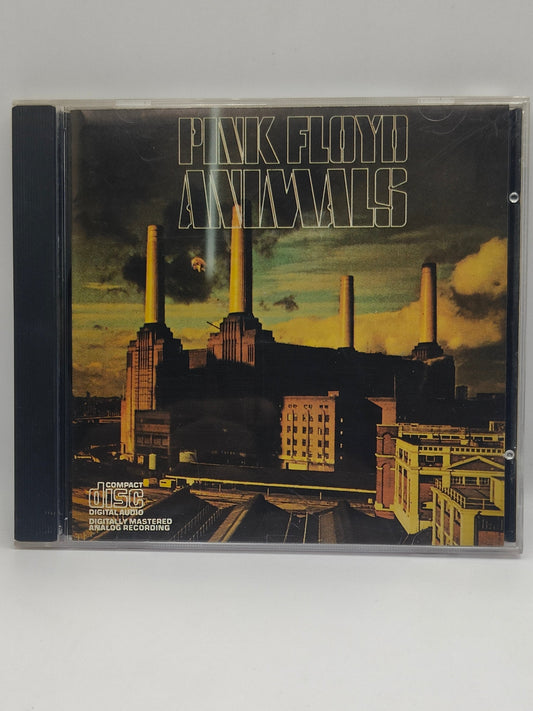 PINK FLOYD
ANIMALS
COMPACT
disc
DIGITAL AUDIO
DIGITALLY MASTERED
ANALOG RECORDING